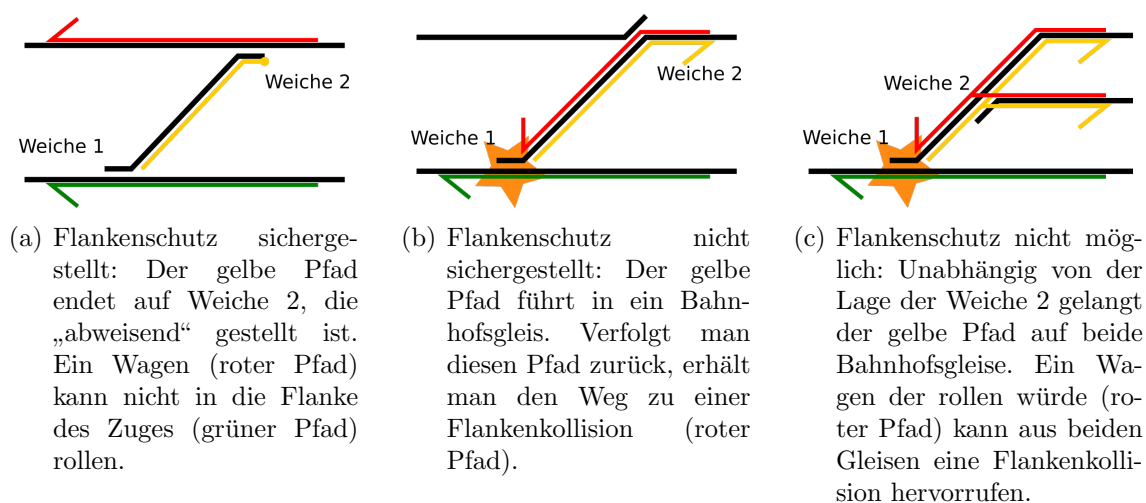 Weiche 2
Weiche 1
Weiche 2
Weiche 1
Weiche 2
Weiche 1
(a) Flankenschutz sicherge-
stellt: Der gelbe Pfad
endet auf Weiche 2, die
„abweisend“ gestellt ist.
Ein Wagen (roter Pfad)
kann nicht in die Flanke
des Zuges (grüner Pfad)
rollen.
(b) Flankenschutz nicht
sichergestellt: Der gelbe
Pfad führt in ein Bahn-
hofsgleis. Verfolgt man
diesen Pfad zurück, erhält
man den Weg zu einer
Flankenkollision (roter
Pfad).
(c) Flankenschutz nicht mög-
lich: Unabhängig von der
Lage der Weiche 2 gelangt
der gelbe Pfad auf beide
Bahnhofsgleise. Ein Wa-
gen der rollen würde (ro-
ter Pfad) kann aus beiden
Gleisen eine Flankenkolli-
sion hervorrufen.